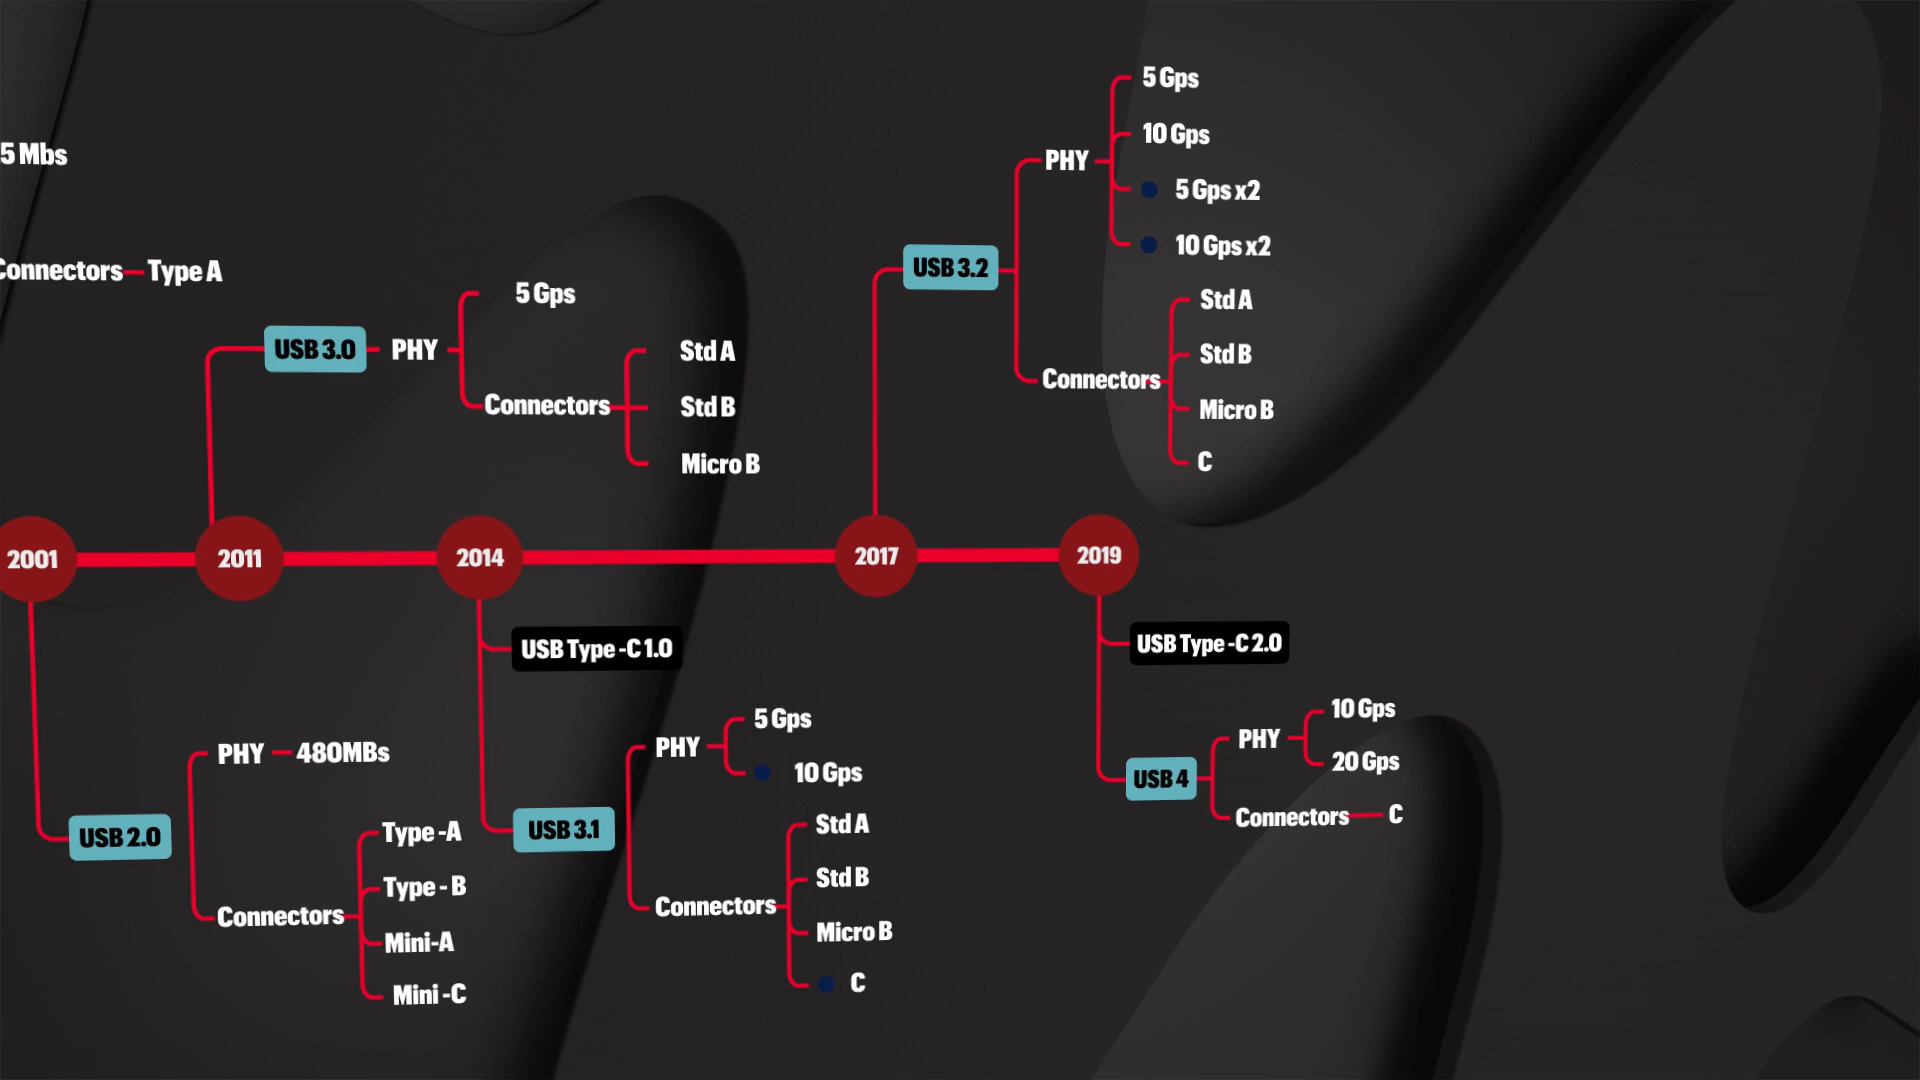 5 Mbs
Connectors
Type A
USB 3.0
PHY
5 Gps
Connectors
Std A
Std B
Micro B
USB 3.2
PHY
5 Gps
10 Gps
5 Gps x2
10 Gps x2
Connectors
Std A
Std B
Micro B
C
2001
2011
2014
2017
2019
USB 2.0
PHY
480MBs
Connectors
Type -A
Type - B
Mini-A
Mini -C
USB Type -C 1.0
USB 3.1
PHY
5 Gps
10 Gps
Connectors
Std A
Std B
Micro B
C
USB Type -C 2.0
USB 4
PHY
10 Gps
20 Gps
Connectors
C